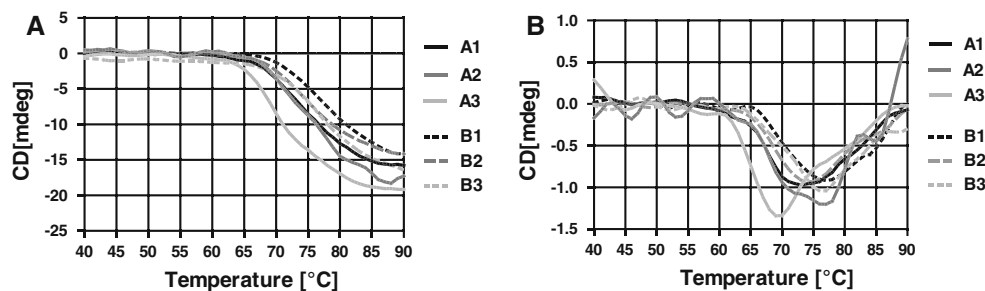 A
5
0
-5
-10
-15
-20
-25
CD[mdeg]
40 45 50 55 60 65 70 75 80 85 90
Temperature [°C]
A1
A2
A3
B1
B2
B3
B
1.0
0.5
0.0
-0.5
-1.0
-1.5
CD[mdeg]
40 45 50 55 60 65 70 75 80 85 90
Temperature [°C]
A1
A2
A3
B1
B2
B3